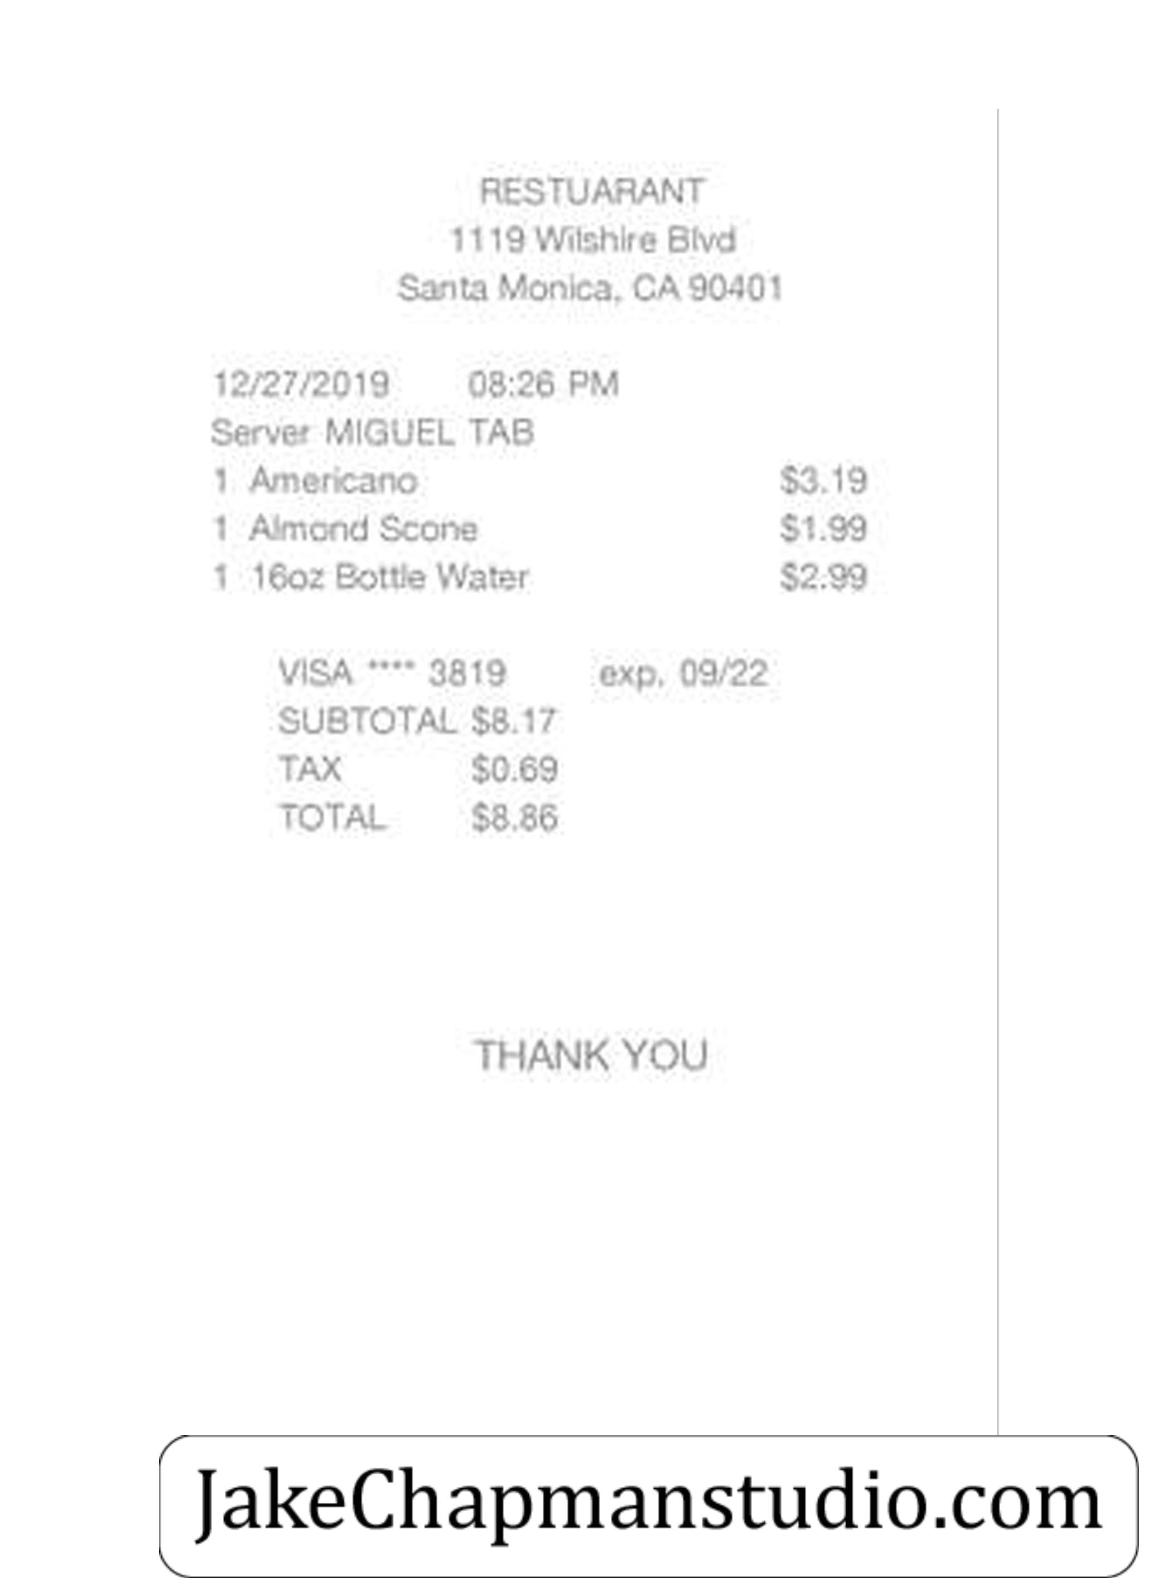 RESTUARANT
1119 Wilshire Blvd
Santa Monica, CA 90401
12/27/2019 08:26 PM
Server MIGUEL TAB
1 Americano $3.19
1 Almond Scone $1.99
1 16oz Bottle Water $2.99
VISA **** 3819 exp. 09/22
SUBTOTAL $8.17
TAX $0.69
TOTAL $8.86
THANK YOU
JakeChapmanstudio.com